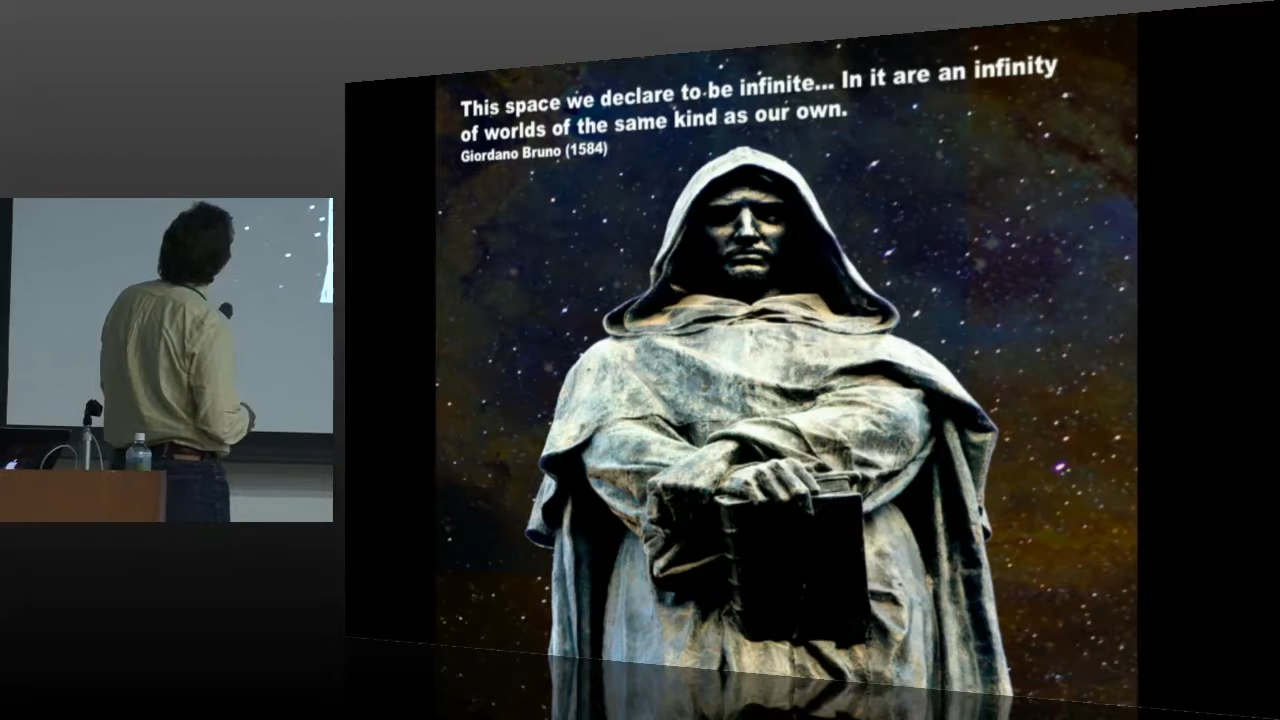 This space we declare to be infinite... In it are an infinity
of worlds of the same kind as our own.
Giordano Bruno (1584)